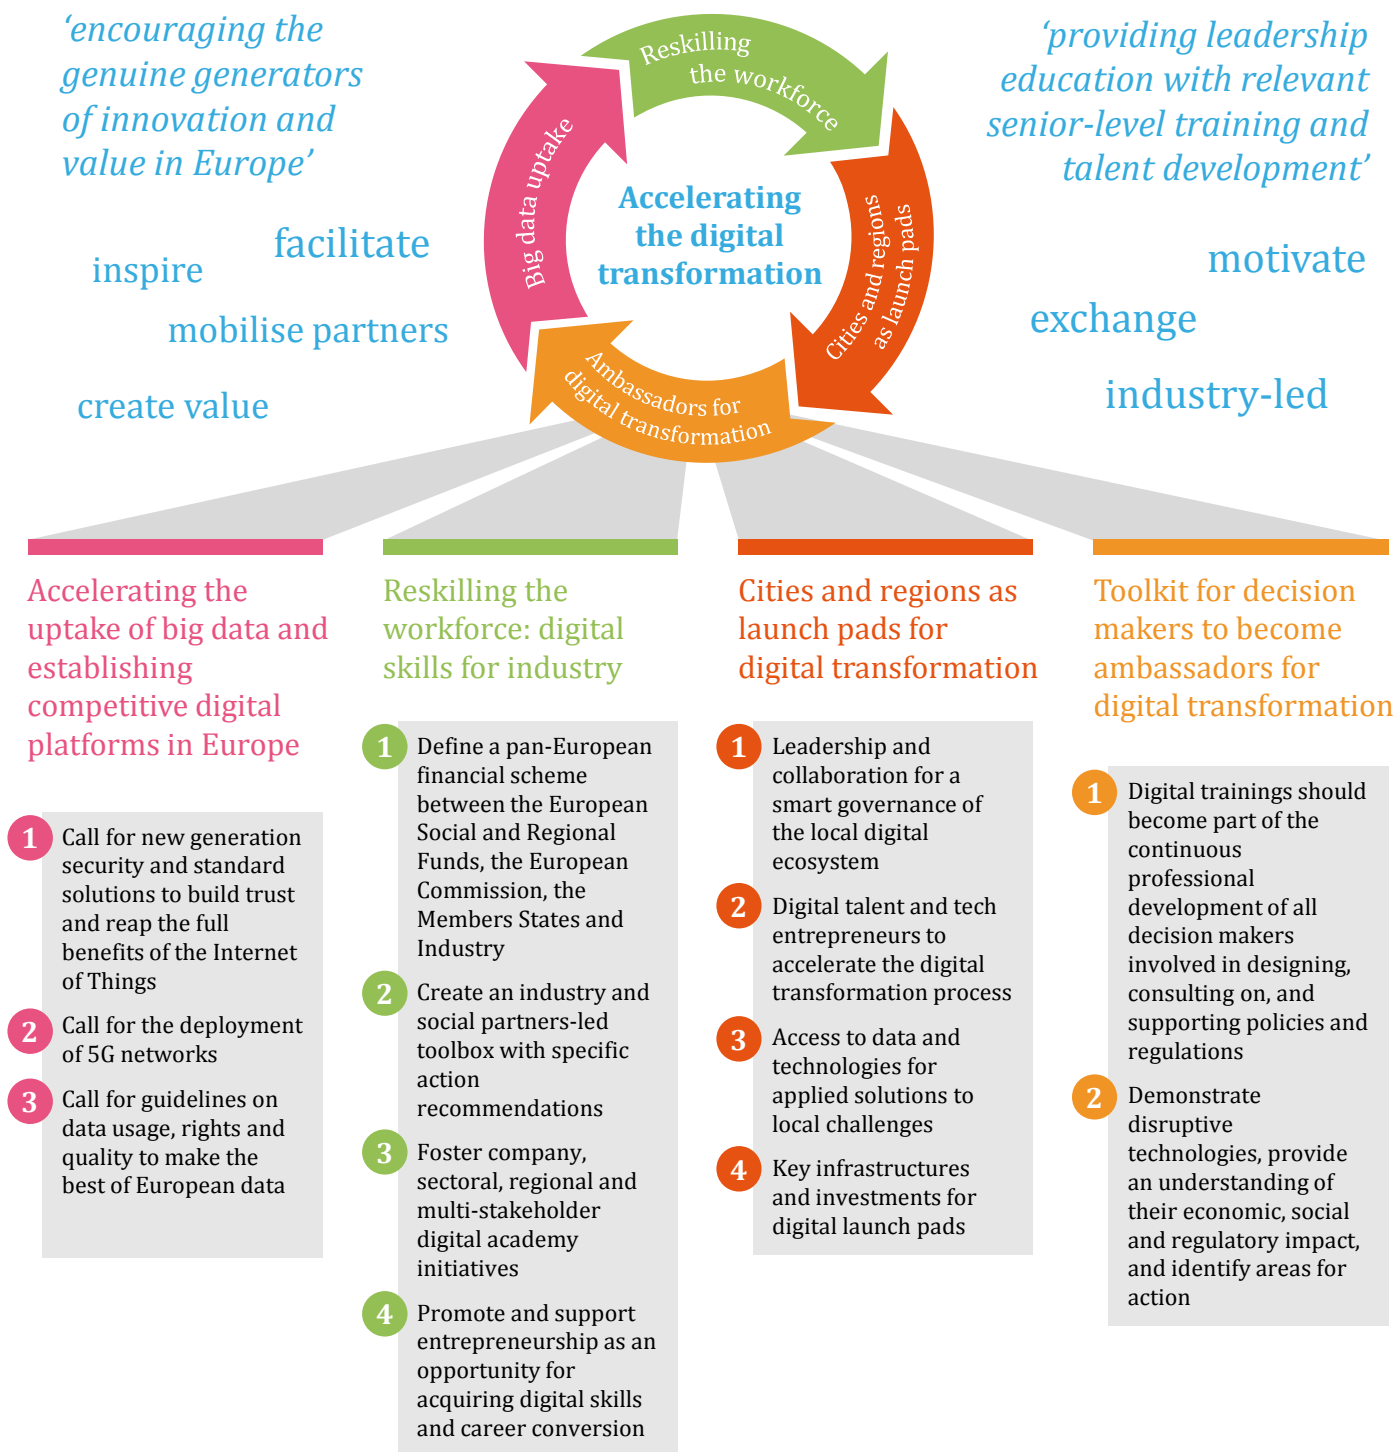 ‘encouraging the
genuine generators
of innovation and
value in Europe’
facilitate
inspire
mobilise partners
create value
Reskilling
the workforce
Big data uptake
Accelerating
the digital
transformation
Cities and regions
as launch pads
Ambassadors for
digital transformation
‘providing leadership
education with relevant
senior-level training and
talent development’
motivate
exchange
industry-led
Accelerating the
uptake of big data and
establishing
competitive digital
platforms in Europe
1 Call for new generation
security and standard
solutions to build trust
and reap the full
benefits of the Internet
of Things
2 Call for the deployment
of 5G networks
3 Call for guidelines on
data usage, rights and
quality to make the
best of European data
Reskilling the
workforce: digital
skills for industry
1 Define a pan-European
financial scheme
between the European
Social and Regional
Funds, the European
Commission, the
Members States and
Industry
2 Create an industry and
social partners-led
toolbox with specific
action
recommendations
3 Foster company,
sectoral, regional and
multi-stakeholder
digital academy
initiatives
4 Promote and support
entrepreneurship as an
opportunity for
acquiring digital skills
and career conversion
Cities and regions as
launch pads for
digital transformation
1 Leadership and
collaboration for a
smart governance of
the local digital
ecosystem
2 Digital talent and tech
entrepreneurs to
accelerate the digital
transformation process
3 Access to data and
technologies for
applied solutions to
local challenges
4 Key infrastructures
and investments for
digital launch pads
Toolkit for decision
makers to become
ambassadors for
digital transformation
1 Digital trainings should
become part of the
continuous
professional
development of all
decision makers
involved in designing,
consulting on, and
supporting policies and
regulations
2 Demonstrate
disruptive
technologies, provide
an understanding of
their economic, social
and regulatory impact,
and identify areas for
action